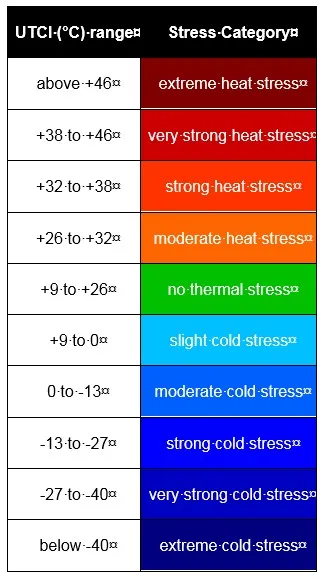 UTCI·(°C)·range¤ Stress·Category¤
above·+46¤ extreme·heat·stress¤
+38·to·+46¤ very·strong·heat·stress¤
+32·to·+38¤ strong·heat·stress¤
+26·to·+32¤ moderate·heat·stress¤
+9·to·+26¤ no·thermal·stress¤
+9·to·0¤ slight·cold·stress¤
0·to·-13¤ moderate·cold·stress¤
-13·to·-27¤ strong·cold·stress¤
-27·to·-40¤ very·strong·cold·stress¤
below·-40¤ extreme·cold·stress¤